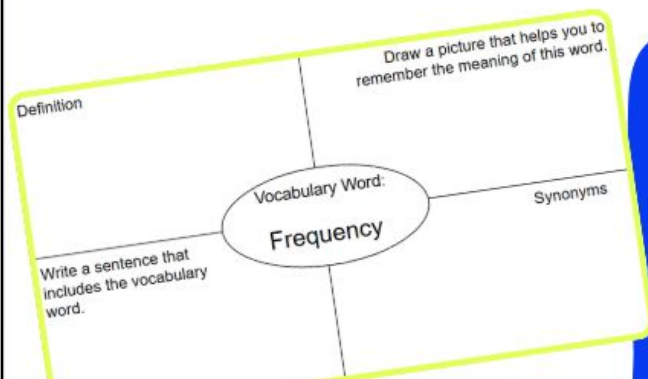 Definition
Draw a picture that helps you to
remember the meaning of this word.
Vocabulary Word:
Frequency
Write a sentence that
includes the vocabulary
word.
Synonyms